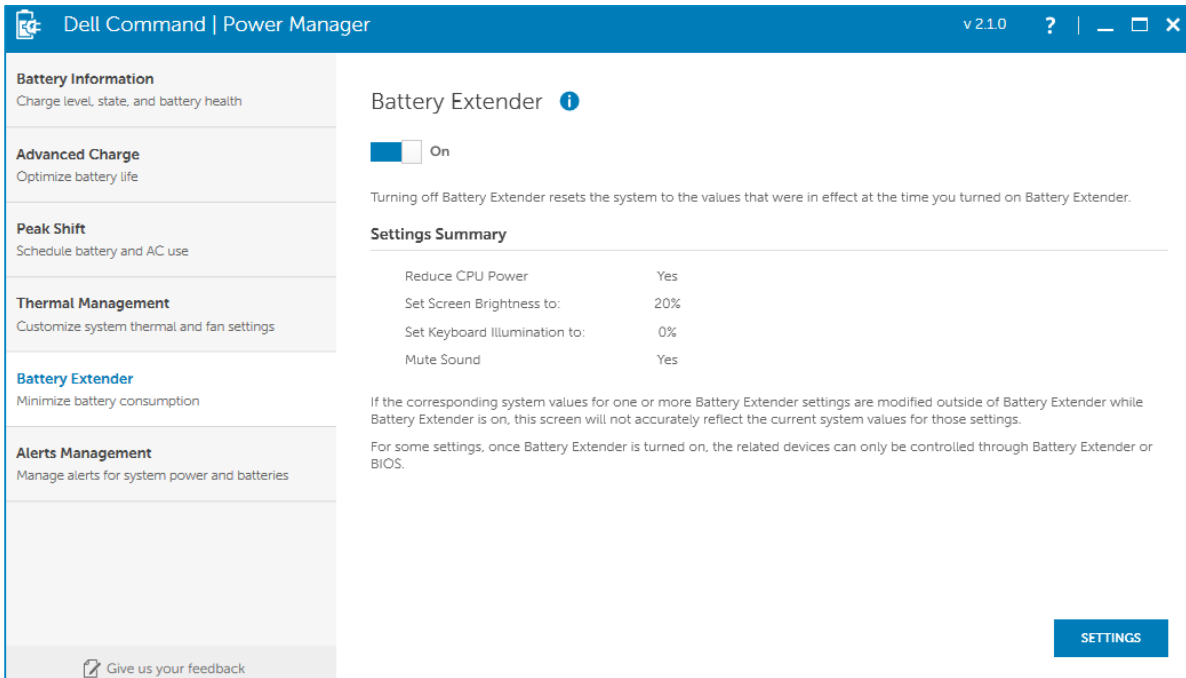 Dell Command | Power Manager
v 2.1.0
?
Battery Information
Charge level, state, and battery health
Advanced Charge
Optimize battery life
Peak Shift
Schedule battery and AC use
Thermal Management
Customize system thermal and fan settings
Battery Extender
Minimize battery consumption
Alerts Management
Manage alerts for system power and batteries
Give us your feedback
Battery Extender i
On
Turning off Battery Extender resets the system to the values that were in effect at the time you turned on Battery Extender.
Settings Summary
Reduce CPU Power Yes
Set Screen Brightness to: 20%
Set Keyboard Illumination to: 0%
Mute Sound Yes
If the corresponding system values for one or more Battery Extender settings are modified outside of Battery Extender while
Battery Extender is on, this screen will not accurately reflect the current system values for those settings.
For some settings, once Battery Extender is turned on, the related devices can only be controlled through Battery Extender or
BIOS.
SETTINGS